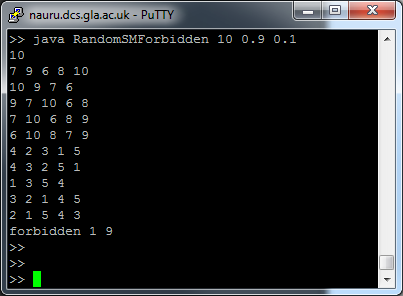 nauru.dcs.gla.ac.uk - PuTTY
>> java RandomSMForbidden 10 0.9 0.1
10
7 9 6 8 10
10 9 7 6
9 7 10 6 8
7 10 6 8 9
6 10 8 7 9
4 2 3 1 5
4 3 2 5 1
1 3 5 4
3 2 1 4 5
2 1 5 4 3
forbidden 1 9
>>
>>
>>